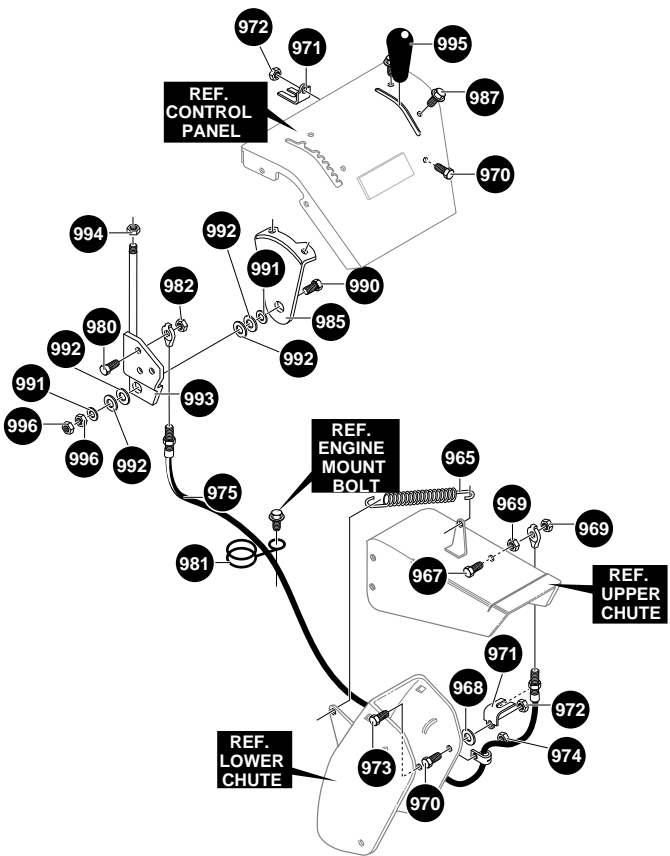 972
971
995
987
REF.
CONTROL
PANEL
970
994
992
991
982
990
980
985
992
992
991
993
996
996
992
REF.
ENGINE
MOUNT
BOLT
965
975
969
969
981
967
REF.
UPPER
CHUTE
971
968
972
REF.
LOWER
CHUTE
973
974
970